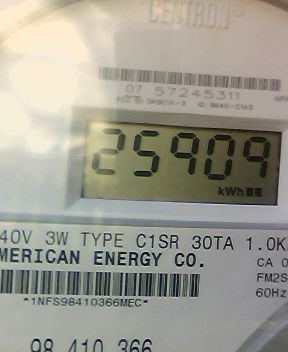 CENTRON®
07 57245311
25909
kWh
40V 3W TYPE C1SR 30TA 1.0K
MERICAN ENERGY CO.
CA 0
FM2S
60Hz
*1NFS98410366MEC*
98 410 366